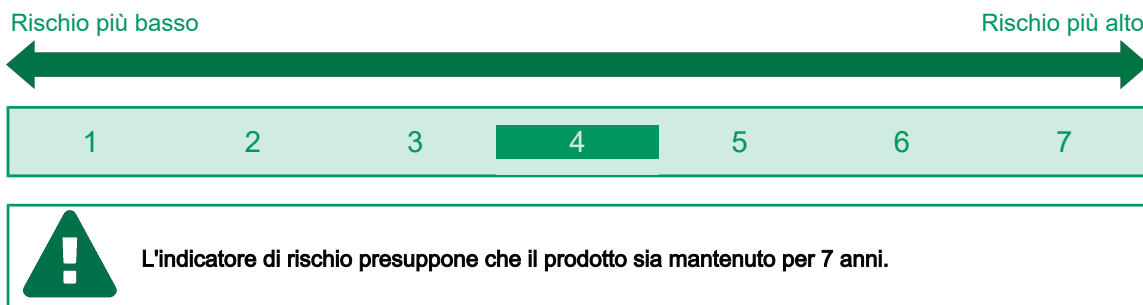 Rischio più basso Rischio più alto
1 2 3 4 5 6 7
L'indicatore di rischio presuppone che il prodotto sia mantenuto per 7 anni.